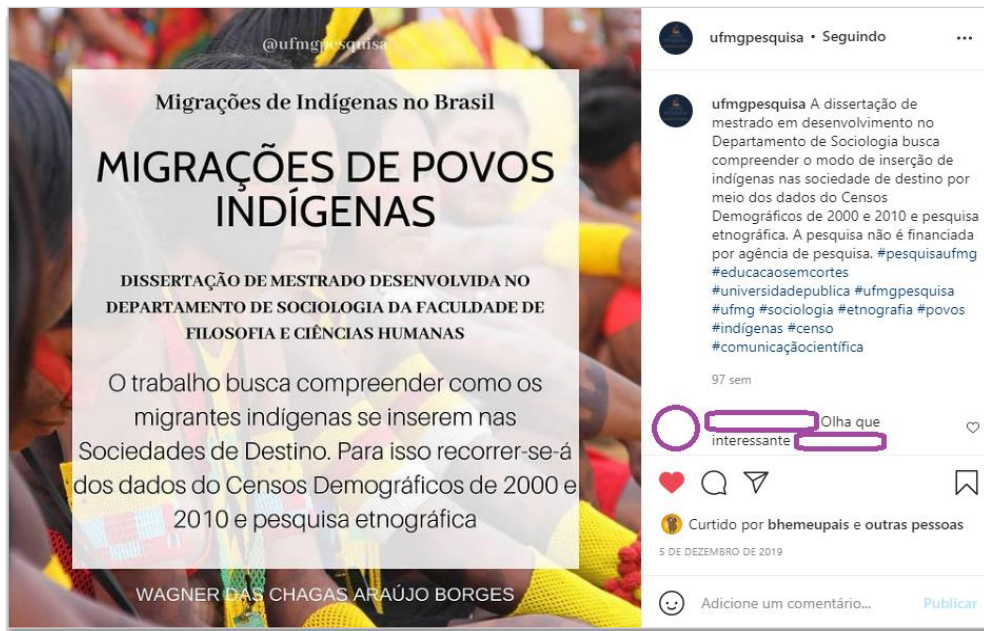 @ufmgpesquisa
Migrações de Indígenas no Brasil
MIGRAÇÕES DE POVOS
INDÍGENAS
DISSERTAÇÃO DE MESTRADO DESENVOLVIDA NO
DEPARTAMENTO DE SOCIOLOGIA DA FACULDADE DE
FILOSOFIA E CIÊNCIAS HUMANAS
O trabalho busca compreender como os
migrantes indígenas se inserem nas
Sociedades de Destino. Para isso recorrer-se-á
dos dados do Censos Demográficos de 2000 e
2010 e pesquisa etnográfica
WAGNER DAS CHAGAS ARAÚJO BORGES
ufmgpesquisa • Seguindo
ufmgpesquisa A dissertação de
mestrado em desenvolvimento no
Departamento de Sociologia busca
compreender o modo de inserção de
indígenas nas sociedade de destino por
meio dos dados do Censos
Demográficos de 2000 e 2010 e pesquisa
etnográfica. A pesquisa não é financiada
por agência de pesquisa. #pesquisaufmg
#educacaosemcortes
#universidadepublica #ufmgpesquisa
#ufmg #sociologia #etnografia #povos
#indígenas #censo
#comunicaçãocientífica
97 sem
Olha que
interessante
Curtido por bhemeupais e outras pessoas
5 DE DEZEMBRO DE 2019
Adicione um comentário... Publicar